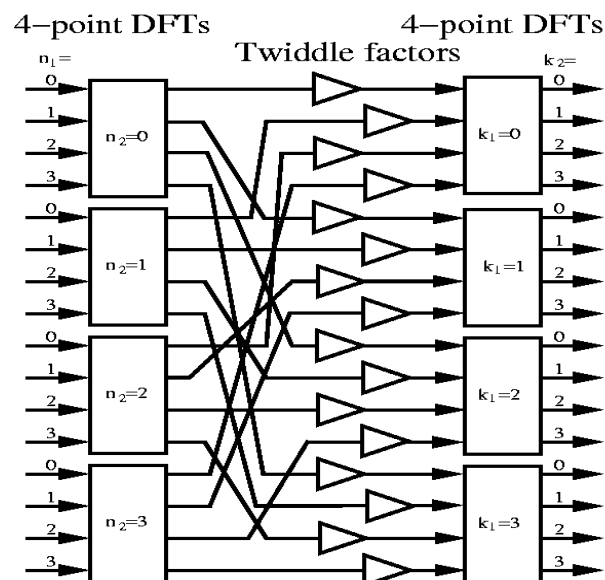 4−point DFTs 4−point DFTs
Twiddle factors
n1= k2=
0 0
1 n2=0 k1=0 1
2 2
3 3
0 0
1 n2=1 k1=1 1
2 2
3 3
0 0
1 n2=2 k1=2 1
2 2
3 3
0 0
1 n2=3 k1=3 1
2 2
3 3